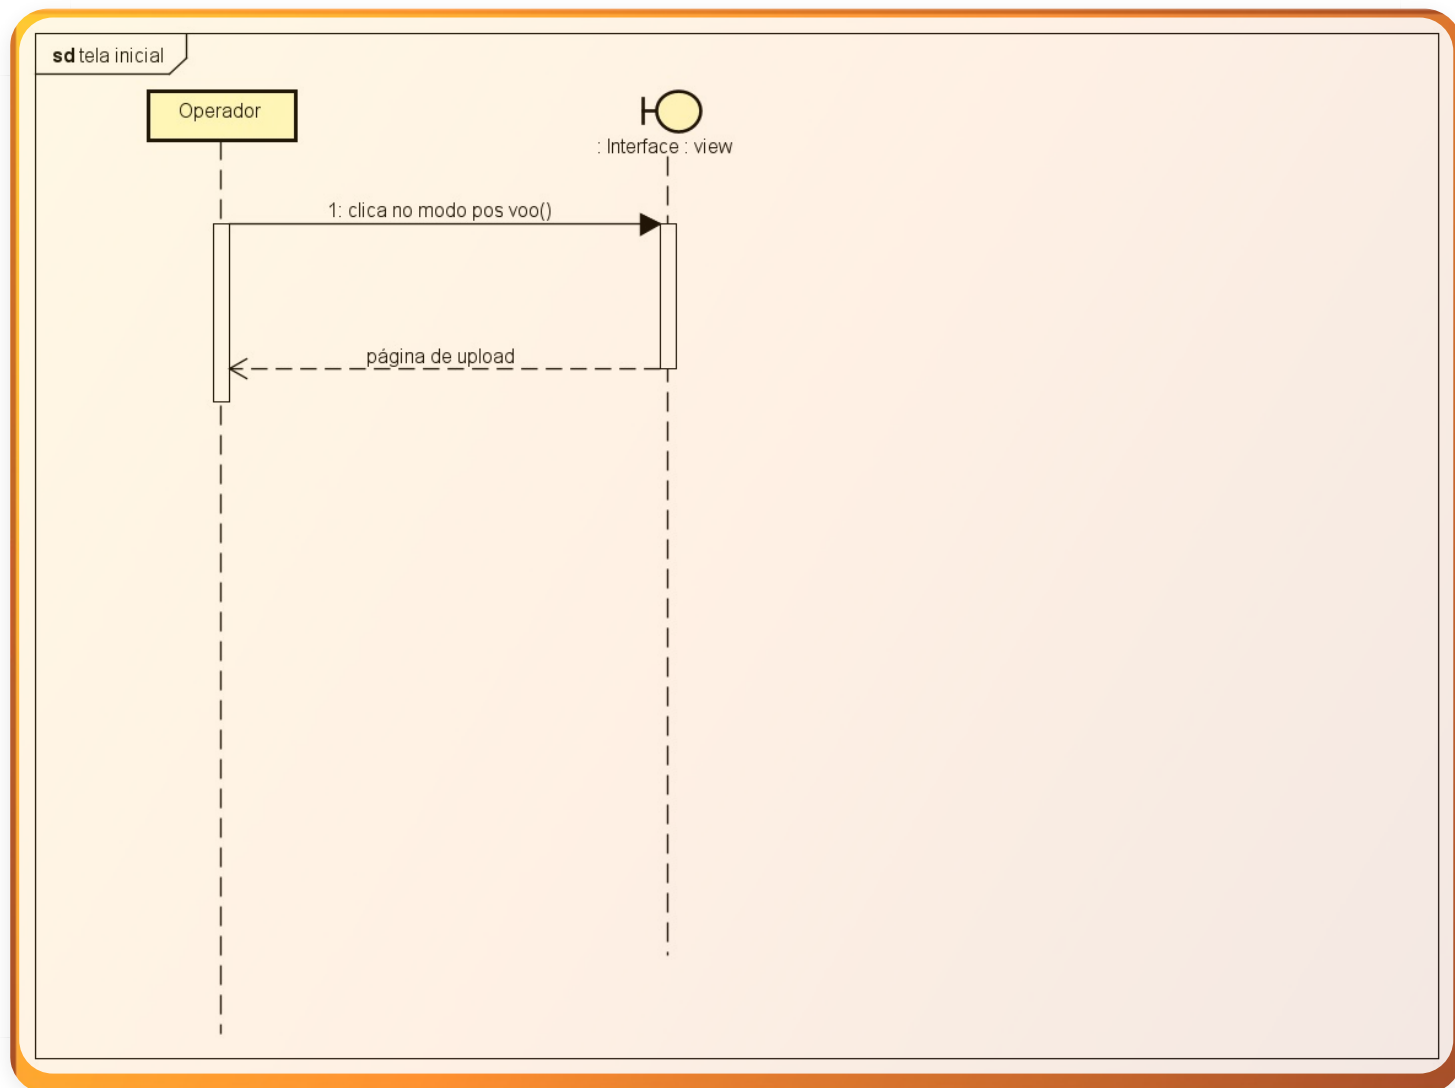 sd tela inicial
Operador
: Interface : view
1: clica no modo pos voo()
página de upload